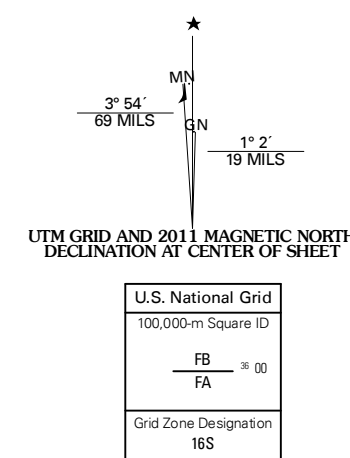 MN
3° 54´
69 MILS
GN
1° 2´
19 MILS
UTM GRID AND 2011 MAGNETIC NORTH
DECLINATION AT CENTER OF SHEET
U.S. National Grid
100,000-m Square ID
FB
36 00
FA
Grid Zone Designation
16S